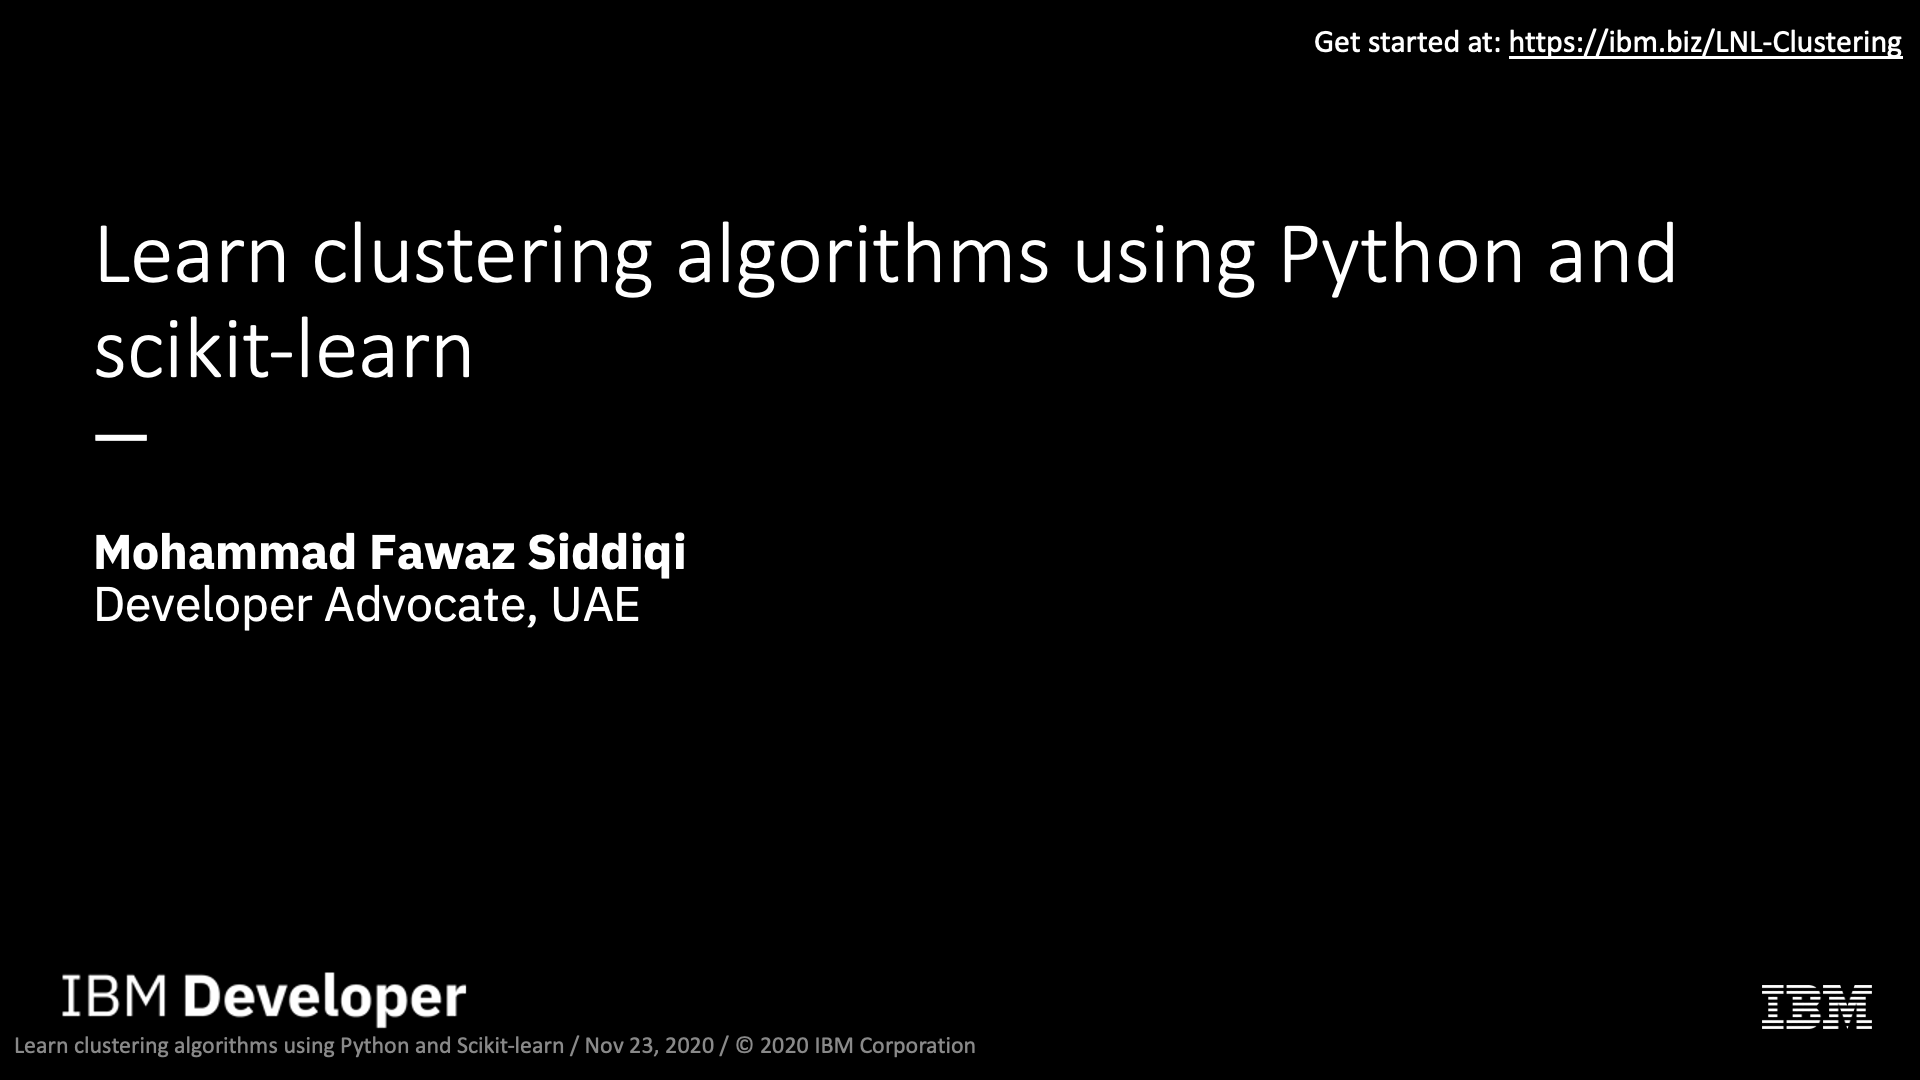 Get started at: https://ibm.biz/LNL-Clustering
Learn clustering algorithms using Python and
scikit-learn
—
Mohammad Fawaz Siddiqi
Developer Advocate, UAE
IBM Developer
IBM
Learn clustering algorithms using Python and Scikit-learn / Nov 23, 2020 / © 2020 IBM Corporation